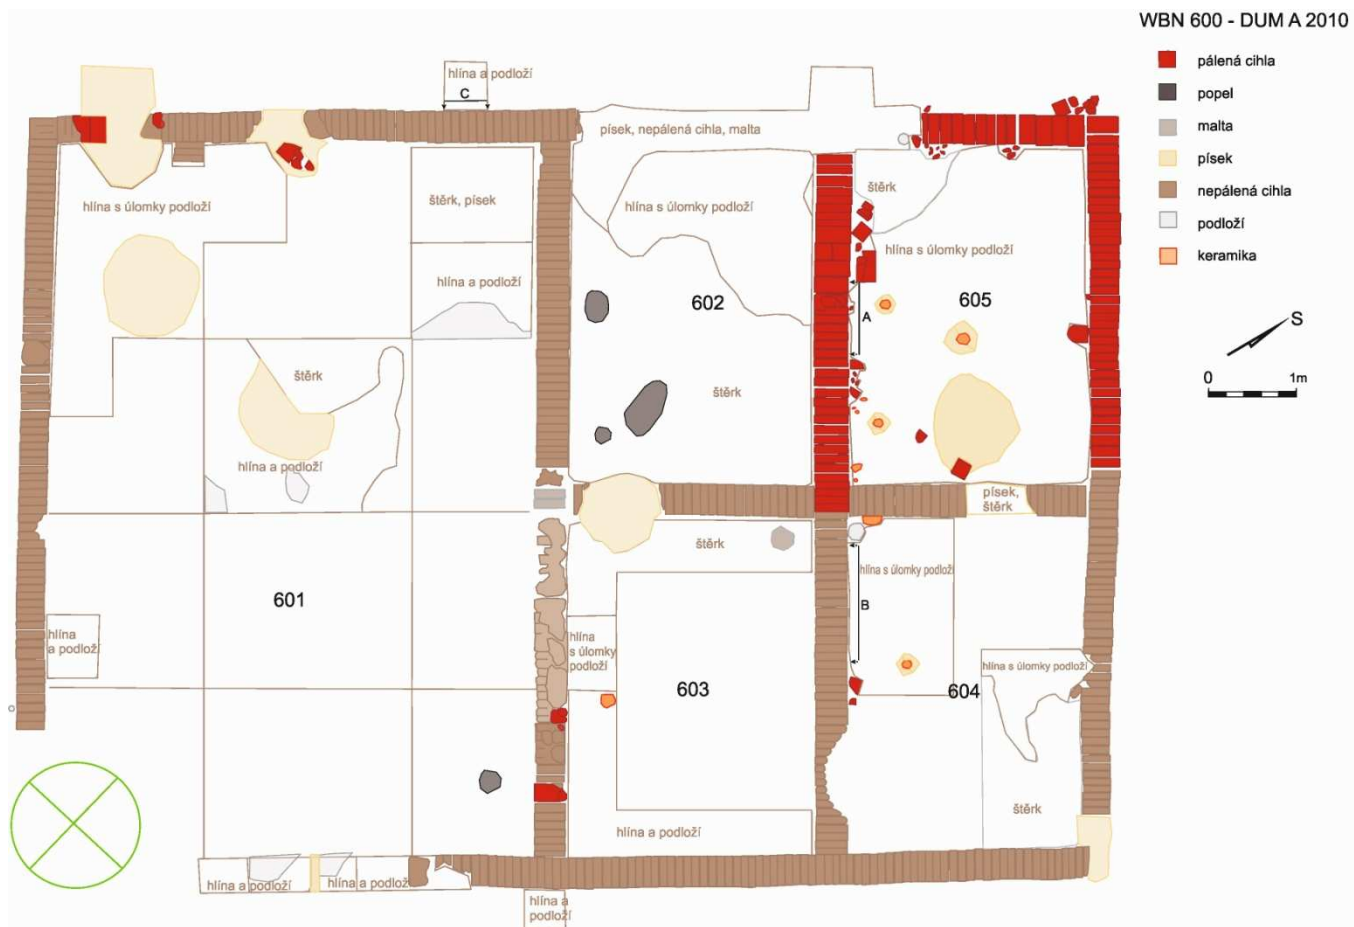 WBN 600 - DUM A 2010
pálená cihla
popel
malta
písek
nepálená cihla
podloží
keramika
S
0 1m
hlína a podloží
C
písek, nepálená cihla, malta
hlína s úlomky podloží
štěrk, písek
hlína a podloží
hlína s úlomky podloží
štěrk
hlína s úlomky podloží
602
605
A
štěrk
štěrk
hlína a podloží
písek,
štěrk
štěrk
hlína s úlomky podloží
B
601
hlína
a podloží
hlína
s úlomky
podloží
603
hlína s úlomky podloží
604
štěrk
hlína a podloží
hlína a podloží
hlína a podlož
hlína a
podloží